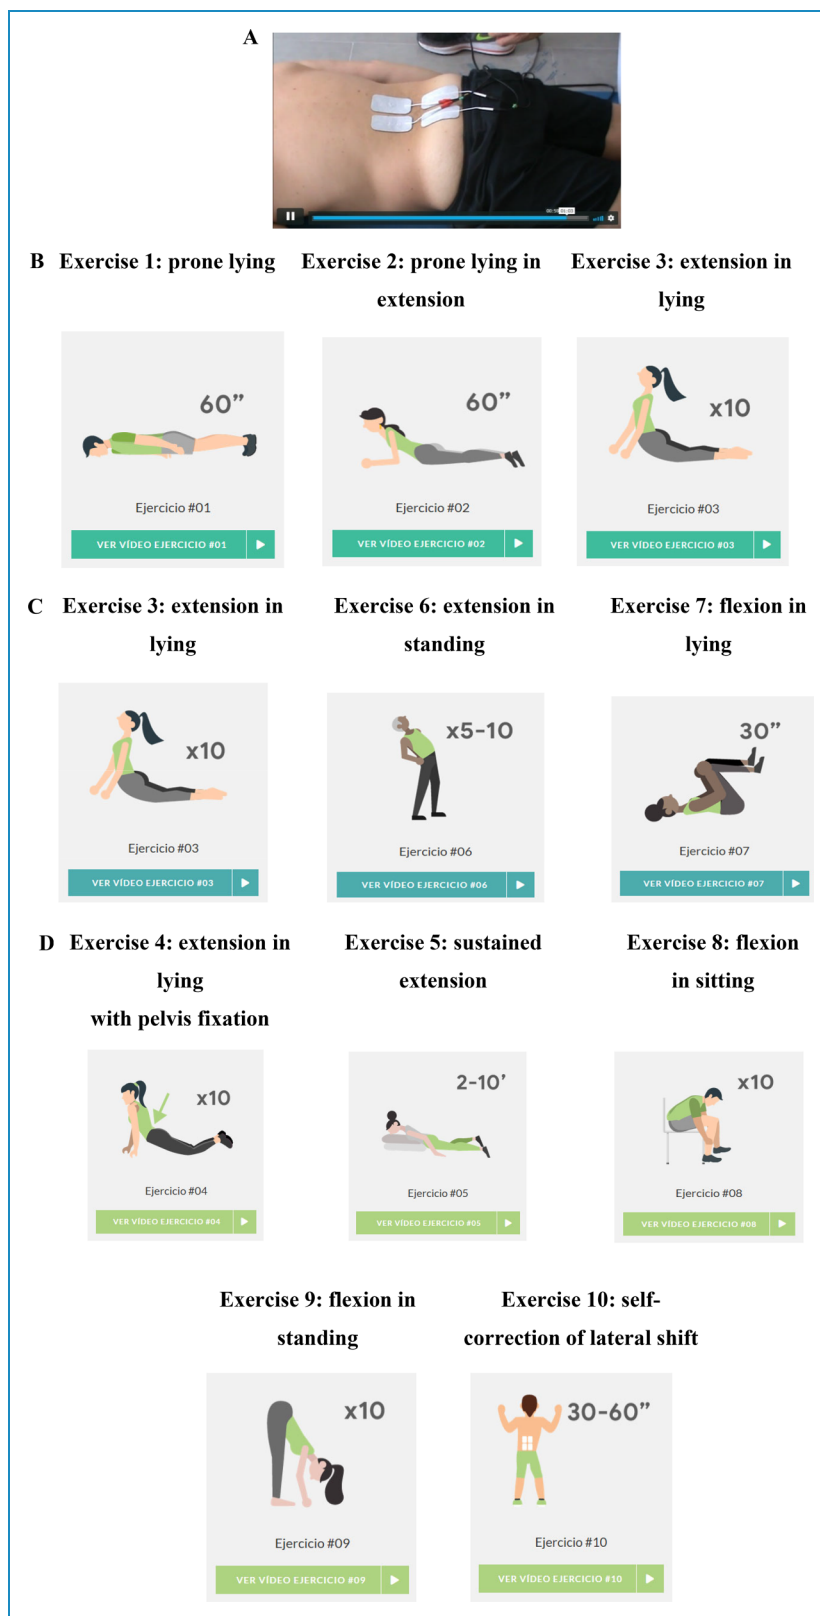 A
B Exercise 1: prone lying
Exercise 2: prone lying in
extension
Exercise 3: extension in
lying
60”
60”
x10
Ejercicio #01
Ejercicio #02
Ejercicio #03
VER VÍDEO EJERCICIO #01
VER VÍDEO EJERCICIO #02
VER VÍDEO EJERCICIO #03
C Exercise 3: extension in
lying
Exercise 6: extension in
standing
Exercise 7: flexion in
lying
x10
x5-10
30”
Ejercicio #03
Ejercicio #06
Ejercicio #07
VER VÍDEO EJERCICIO #03
VER VÍDEO EJERCICIO #06
VER VÍDEO EJERCICIO #07
D Exercise 4: extension in
lying
with pelvis fixation
Exercise 5: sustained
extension
Exercise 8: flexion
in sitting
x10
2-10’
x10
Ejercicio #04
Ejercicio #05
Ejercicio #08
VER VÍDEO EJERCICIO #04
VER VÍDEO EJERCICIO #05
VER VÍDEO EJERCICIO #08
Exercise 9: flexion in
standing
Exercise 10: self-
correction of lateral shift
x10
30-60”
Ejercicio #09
Ejercicio #10
VER VÍDEO EJERCICIO #09
VER VÍDEO EJERCICIO #10